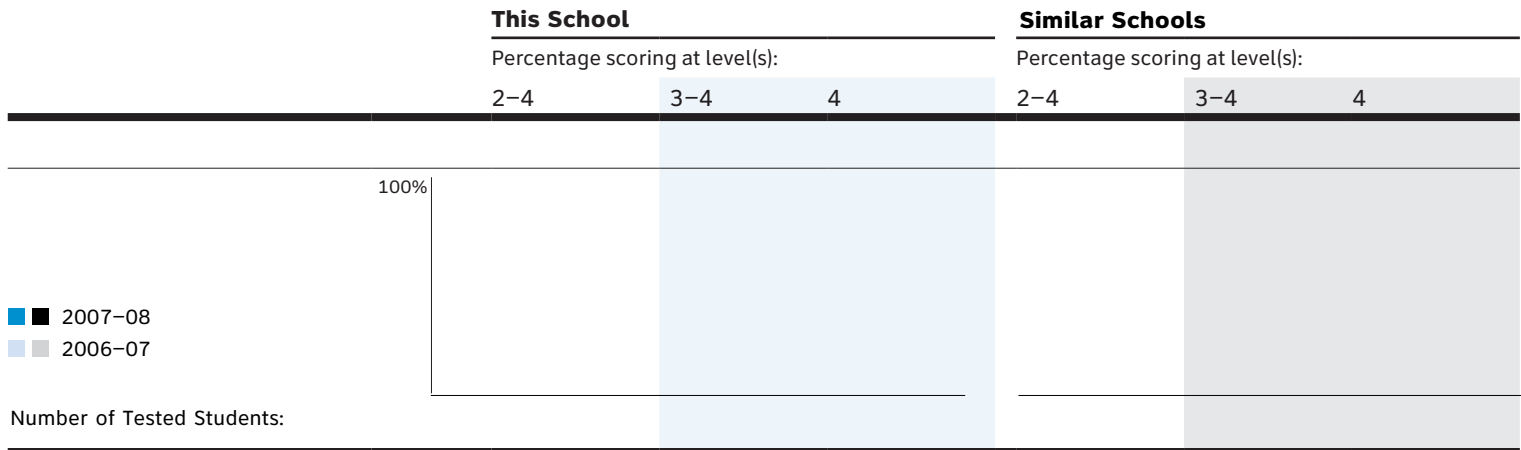 This School Similar Schools
Percentage scoring at level(s): Percentage scoring at level(s):
2–4 3–4 4 2–4 3–4 4
100%
2007–08
2006–07
Number of Tested Students: